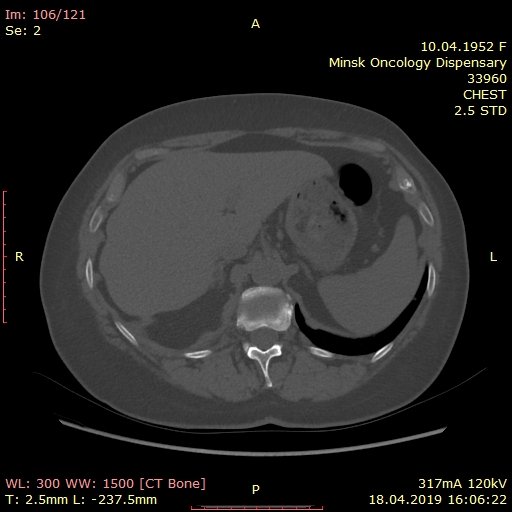 Im: 106/121
Se: 2
A
10.04.1952 F
Minsk Oncology Dispensary
33960
CHEST
2.5 STD
R
L
WL: 300 WW: 1500 [CT Bone]
T: 2.5mm L: -237.5mm
P
317mA 120kV
18.04.2019 16:06:22